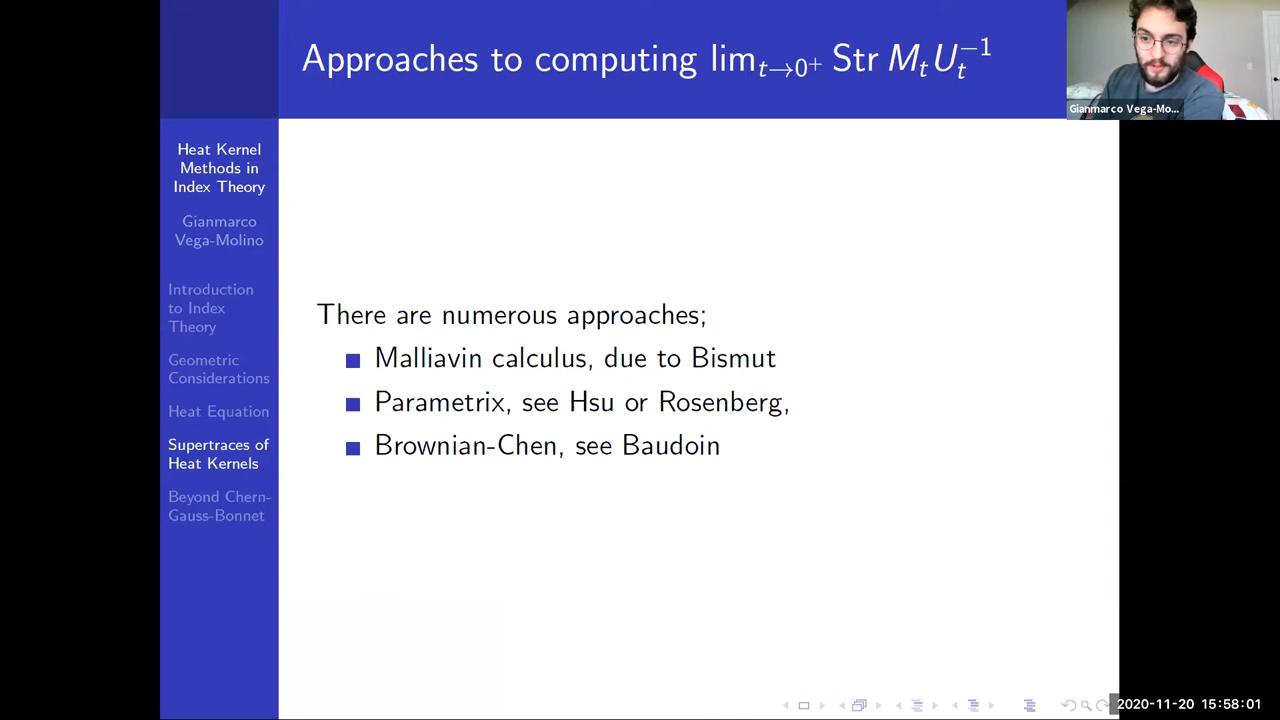 Approaches to computing lim_{t→0⁺} Str M_t U_t^{−1}
Gianmarco Vega-Mo...
Heat Kernel
Methods in
Index Theory
Gianmarco
Vega-Molino
Introduction
to Index
Theory
Geometric
Considerations
Heat Equation
Supertraces of
Heat Kernels
Beyond Chern-
Gauss-Bonnet
There are numerous approaches;
Malliavin calculus, due to Bismut
Parametrix, see Hsu or Rosenberg,
Brownian-Chen, see Baudoin
2020-11-20 15:58:01